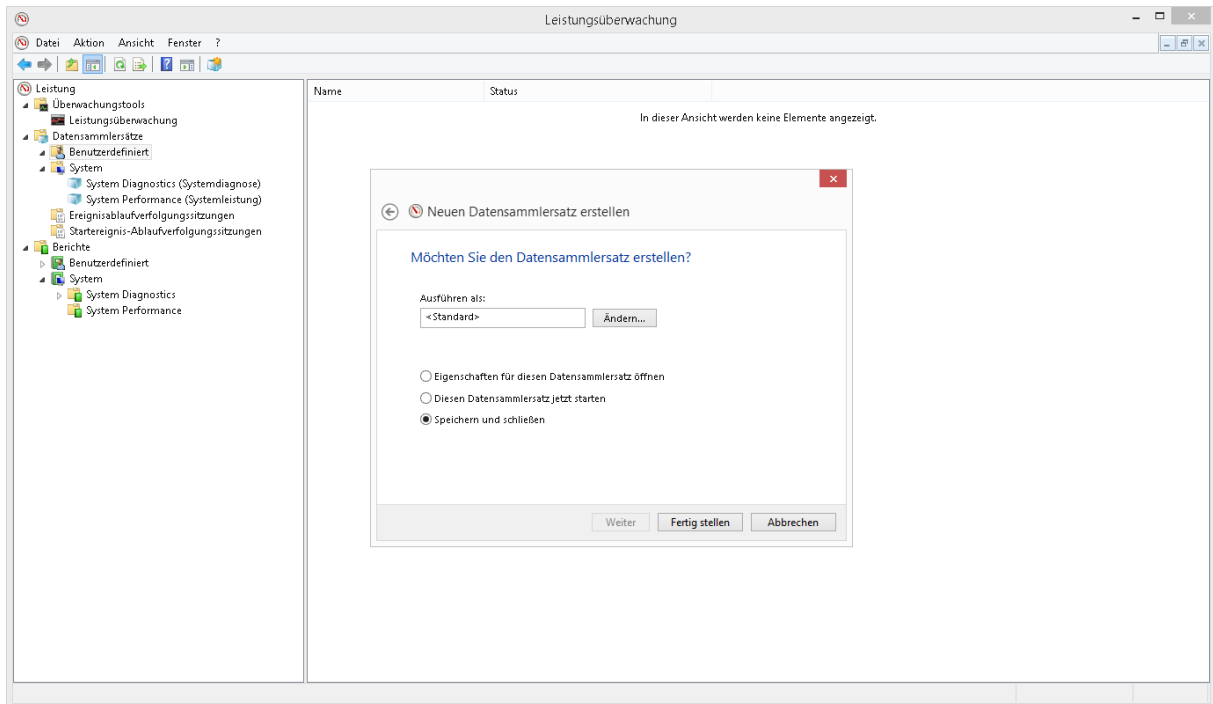 Leistungsüberwachung
Datei Aktion Ansicht Fenster ?
Leistung
Überwachungstools
Leistungsüberwachung
Datensammlersätze
Benutzerdefiniert
System
System Diagnostics (Systemdiagnose)
System Performance (Systemleistung)
Ereignisablaufverfolgungssitzungen
Startereignis-Ablaufverfolgungssitzungen
Berichte
Benutzerdefiniert
System
System Diagnostics
System Performance
Name Status
In dieser Ansicht werden keine Elemente angezeigt.
Neuen Datensammlersatz erstellen
Möchten Sie den Datensammlersatz erstellen?
Ausführen als:
<Standard> Ändern...
Eigenschaften für diesen Datensammlersatz öffnen
Diesen Datensammlersatz jetzt starten
Speichern und schließen
Weiter Fertig stellen Abbrechen